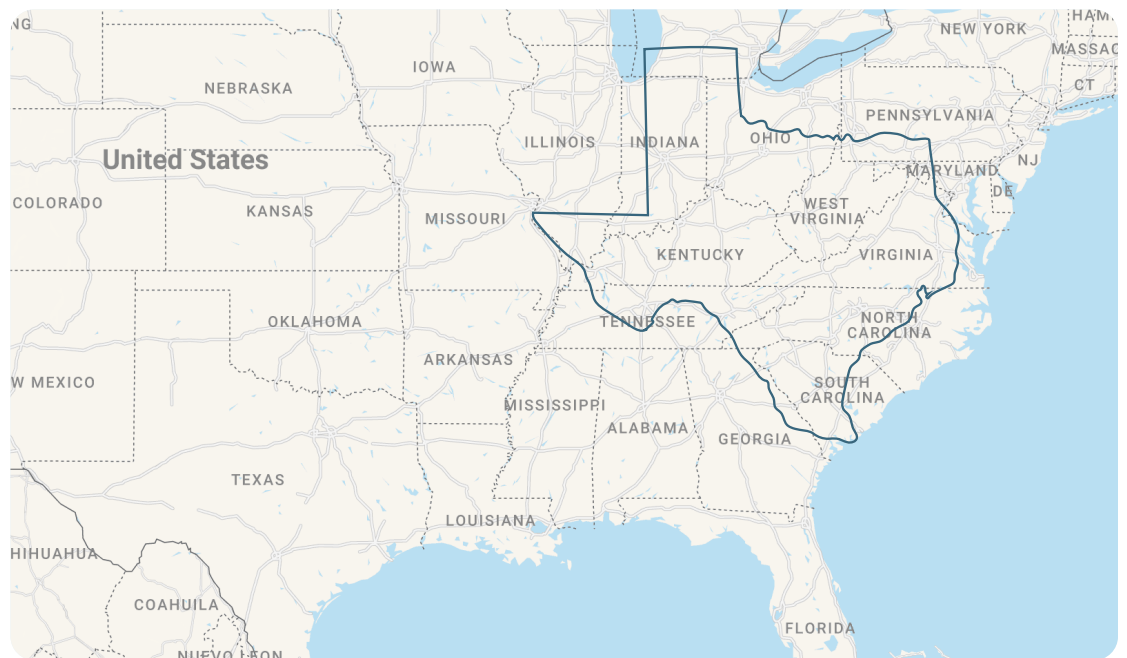 NG
NEW YORK
HAM.
MASSAC
IOWA
NEBRASKA
CT
PENNSYLVANIA
ILLINOIS
INDIANA
OHIO
United States
NJ
MARYLAND
DE
COLORADO
KANSAS
MISSOURI
WEST
VIRGINIA
KENTUCKY
VIRGINIA
OKLAHOMA
TENNESSEE
NORTH
CAROLINA
ARKANSAS
W MEXICO
SOUTH
CAROLINA
MISSISSIPPI
ALABAMA
GEORGIA
TEXAS
LOUISIANA
HIHUAHUA
COAHUILA
FLORIDA
NUEVO LEON